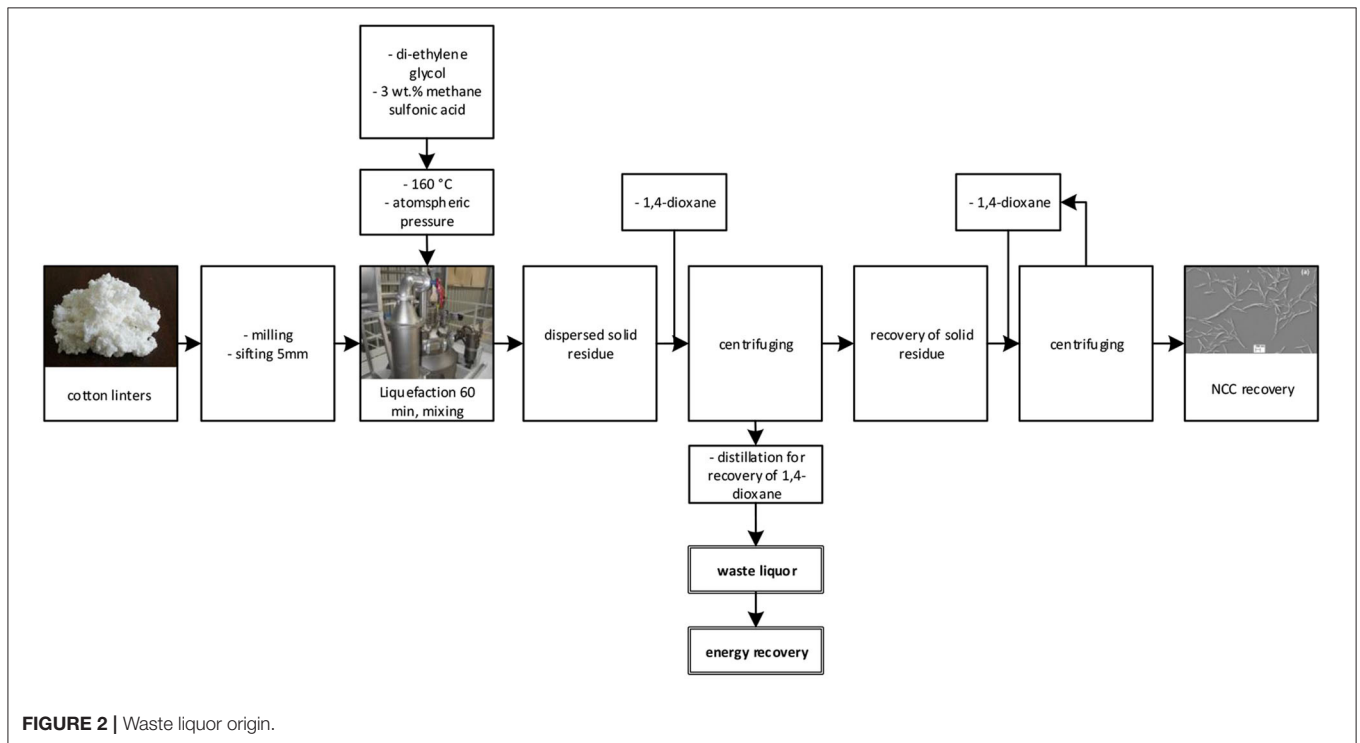 - di-ethylene
glycol
- 3 wt.% methane
sulfonic acid
- 160 °C
- atomspheric
pressure
- 1,4-dioxane
- 1,4-dioxane
cotton linters
- milling
- sifting 5mm
Liquefaction 60
min, mixing
dispersed solid
residue
centrifuging
recovery of solid
residue
centrifuging
(a)
NCC recovery
- distillation for
recovery of 1,4-
dioxane
waste liquor
energy recovery
FIGURE 2 | Waste liquor origin.